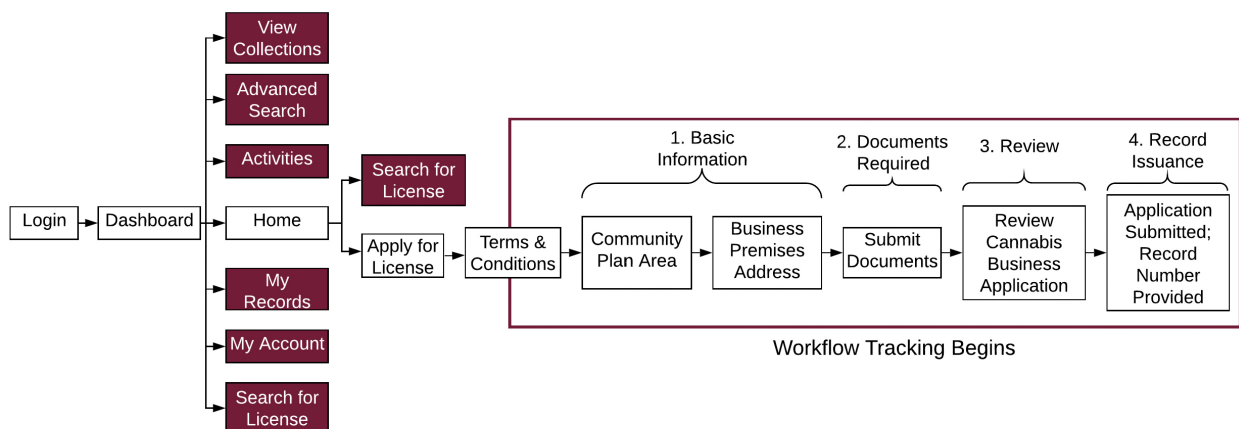 View
Collections
Advanced
Search
Activities
Login
Dashboard
Home
My
Records
My Account
Search for
License
Search for
License
Apply for
License
Terms &
Conditions
1. Basic
Information
Community
Plan Area
Business
Premises
Address
2. Documents
Required
Submit
Documents
3. Review
Review
Cannabis
Business
Application
4. Record
Issuance
Application
Submitted;
Record
Number
Provided
Workflow Tracking Begins